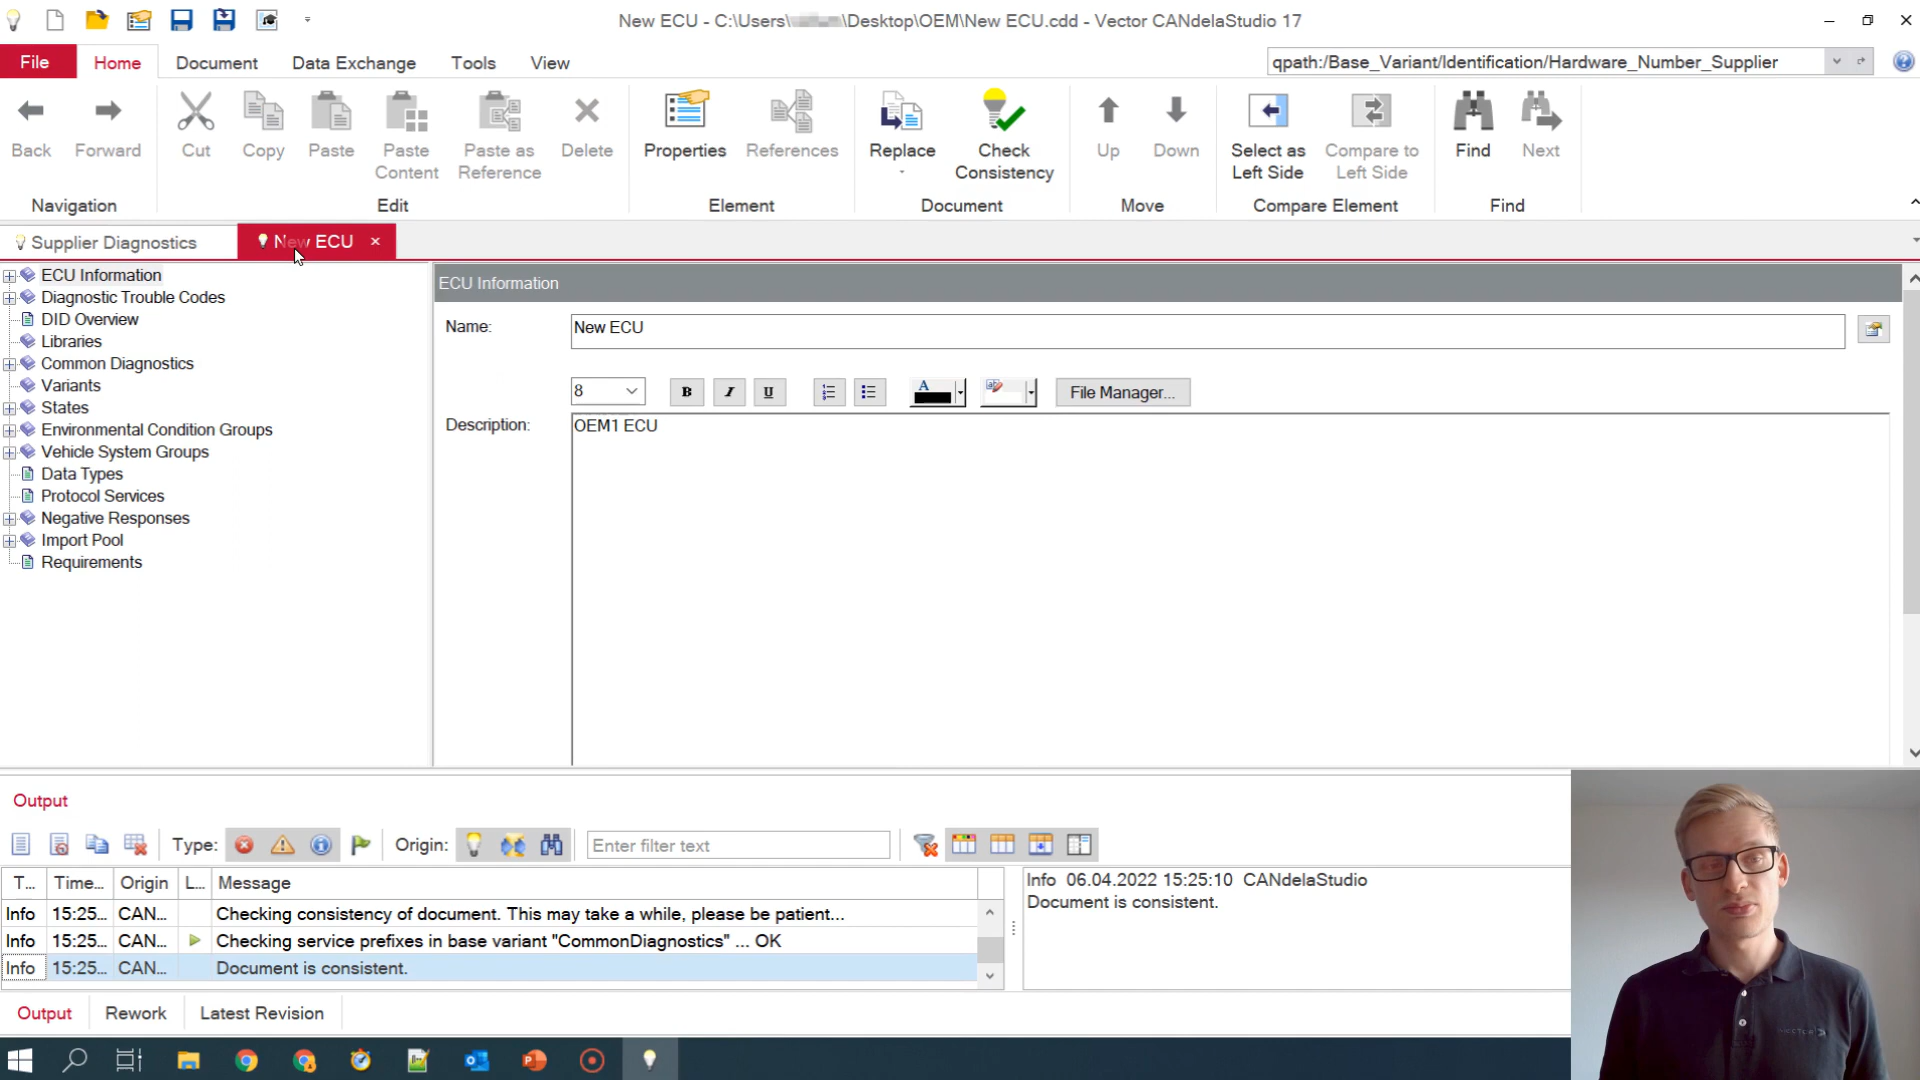 New ECU - C:\Users\ \Desktop\OEM\New ECU.cdd - Vector CANdelaStudio 17
File Home Document Data Exchange Tools View
qpath:/Base_Variant/Identification/Hardware_Number_Supplier
Back Forward Cut Copy Paste Paste Content Paste as Reference Delete Properties References Replace Check Consistency Up Down Select as Left Side Compare to Left Side Find Next
Navigation Edit Element Document Move Compare Element Find
Supplier Diagnostics New ECU
ECU Information
Diagnostic Trouble Codes
DID Overview
Libraries
Common Diagnostics
Variants
States
Environmental Condition Groups
Vehicle System Groups
Data Types
Protocol Services
Negative Responses
Import Pool
Requirements
ECU Information
Name: New ECU
8 B I U A File Manager...
Description: OEM1 ECU
Output
Type: Origin: Enter filter text
T... Time... Origin L... Message
Info 15:25... CAN... Checking consistency of document. This may take a while, please be patient...
Info 15:25... CAN... Checking service prefixes in base variant "CommonDiagnostics" ... OK
Info 15:25... CAN... Document is consistent.
Info 06.04.2022 15:25:10 CANdelaStudio
Document is consistent.
Output Rework Latest Revision